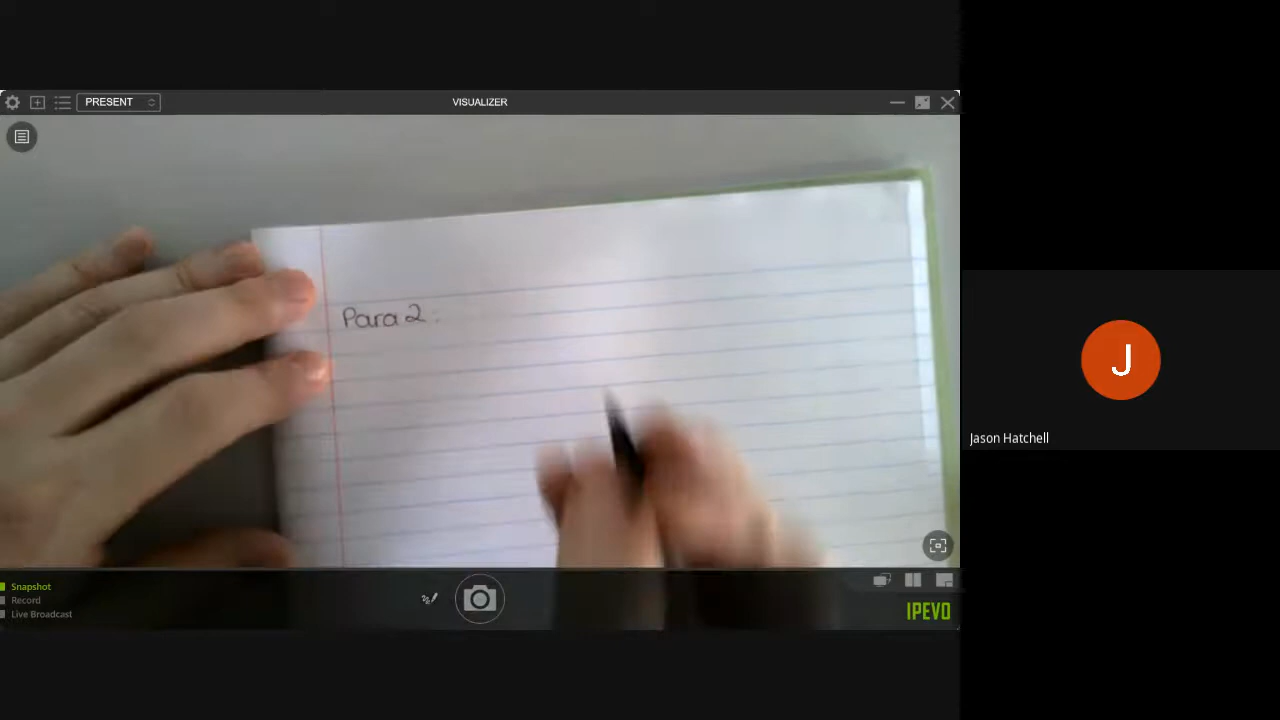 PRESENT
VISUALIZER
Para 2:
Jason Hatchell
J
Snapshot
Record
Live Broadcast
IPEVO